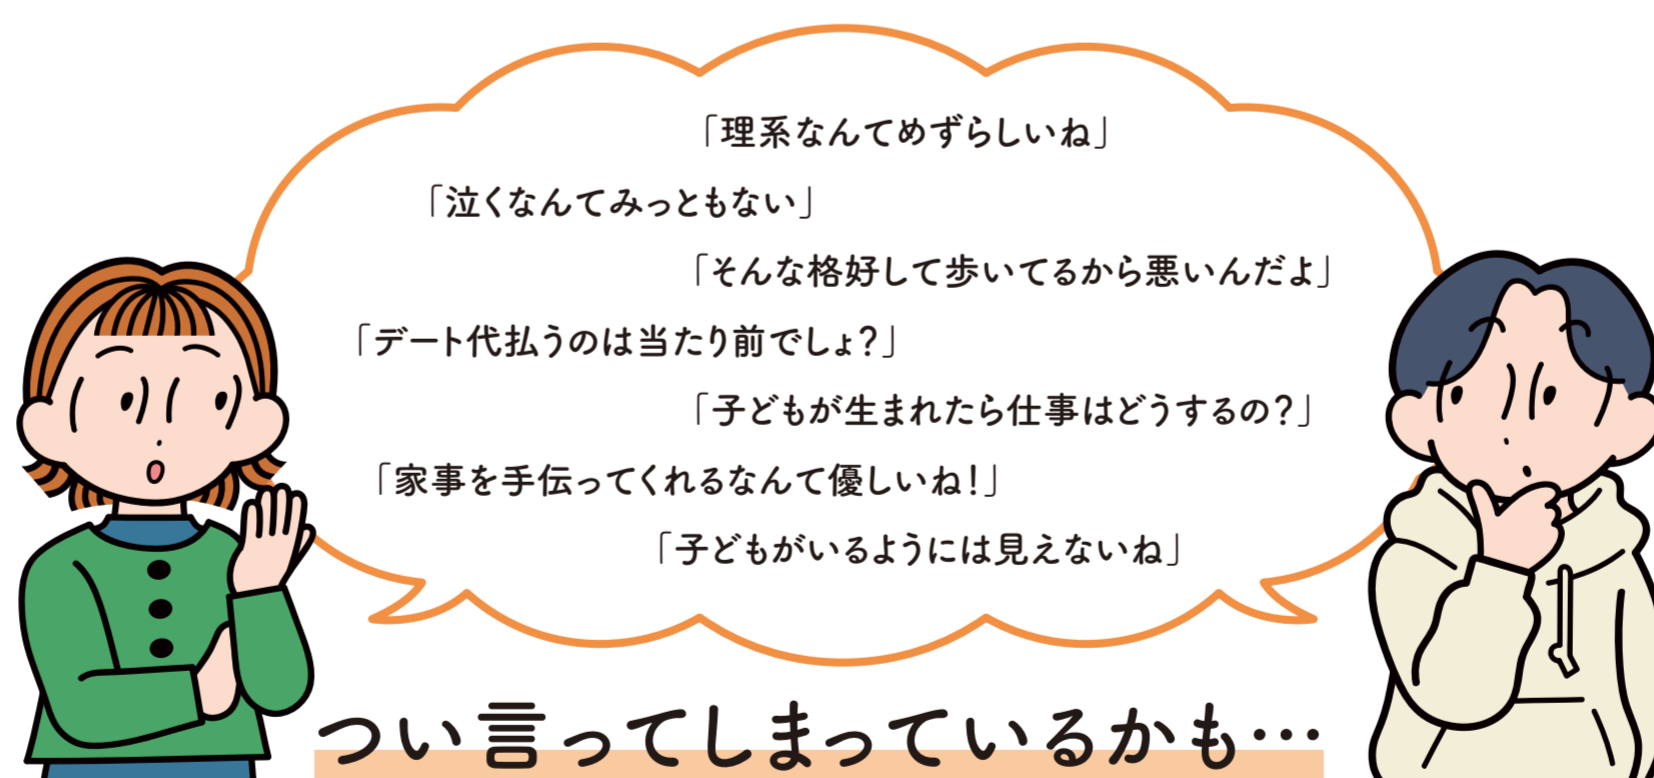 「理系なんてめずらしいね」
「泣くなんてみっともない」
「そんな格好して歩いてるから悪いんだよ」
「デート代払うのは当たり前でしょ?」
「子どもが生まれたら仕事はどうするの?」
「家事を手伝ってくれるなんて優しいね!」
「子どもがいるようには見えないね」
つい言ってしまっているかも…